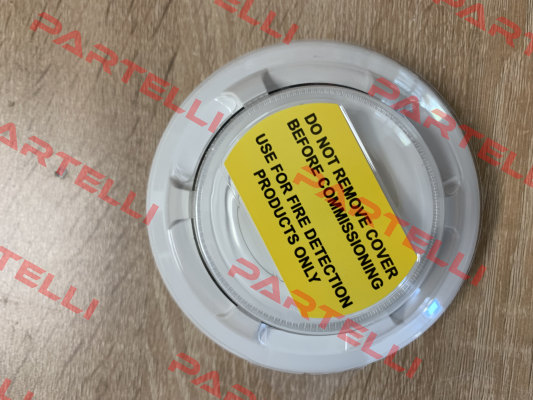 DO NOT REMOVE COVER
BEFORE COMMISSIONING
USE FOR FIRE DETECTION
PRODUCTS ONLY
PARTELLI
PARTELLI
PARTELLI
PARTELLI
PARTELLI
PARTELLI
PARTELLI
PARTELLI